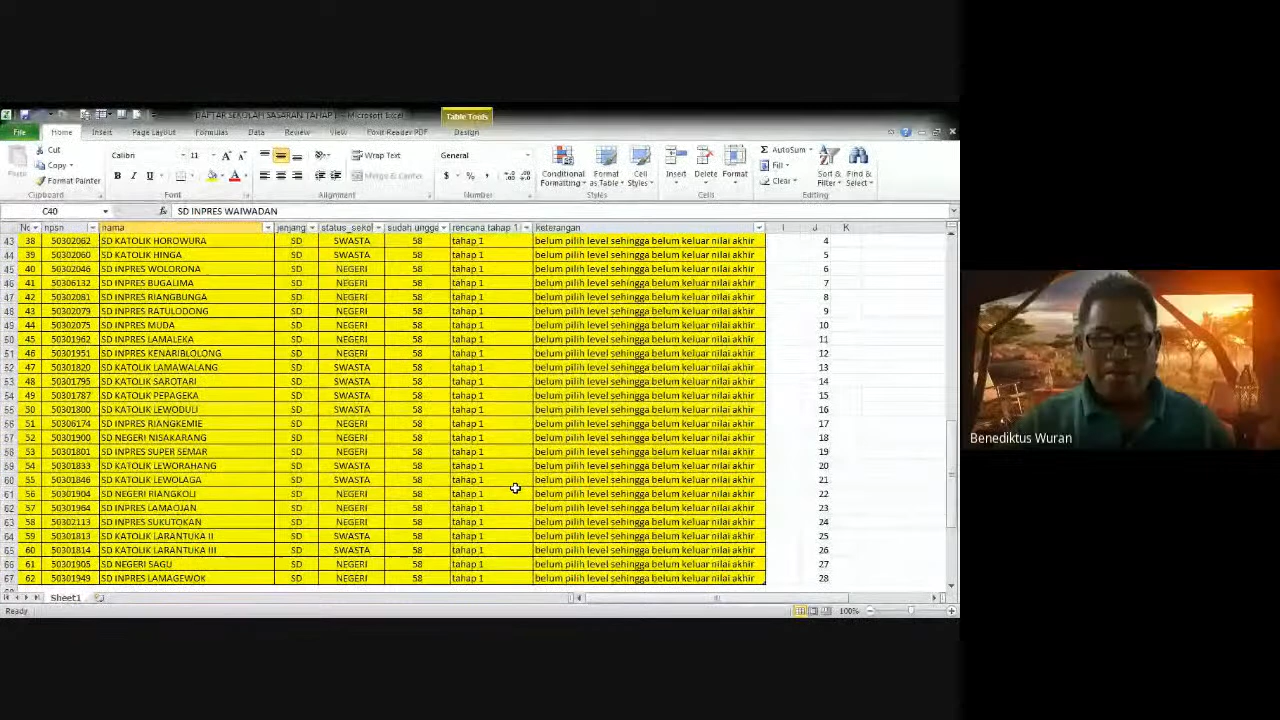 DAFTAR SEKOLAH SASARAN TAHAP - Microsoft Excel
Table Tools
File Home Insert Page Layout Formulas Data Review View Foxit Reader PDF Design
Cut
Copy
Format Painter
Clipboard
Calibri 11
B I U
Font
Wrap Text
Merge & Center
Alignment
General
$ % ,
Number
Conditional Formatting
Format as Table
Cell Styles
Styles
Insert Delete Format
Cells
AutoSum
Fill
Clear
Sort & Filter
Find & Select
Editing
C40 fx SD INPRES WAIWADAN
npsn nama jenjang status_sekol sudah ungga rencana tahap 1 keterangan I J K
43 38 50302062 SD KATOLIK HOROWURA SD SWASTA 58 tahap 1 belum pilih level sehingga belum keluar nilai akhir 4
44 39 50302060 SD KATOLIK HINGA SD SWASTA 58 tahap 1 belum pilih level sehingga belum keluar nilai akhir 5
45 40 50302046 SD INPRES WOLORONA SD NEGERI 58 tahap 1 belum pilih level sehingga belum keluar nilai akhir 6
46 41 50306132 SD INPRES BUGALIMA SD NEGERI 58 tahap 1 belum pilih level sehingga belum keluar nilai akhir 7
47 42 50302081 SD INPRES RIANGBUNGA SD NEGERI 58 tahap 1 belum pilih level sehingga belum keluar nilai akhir 8
48 43 50302079 SD INPRES RATULODONG SD NEGERI 58 tahap 1 belum pilih level sehingga belum keluar nilai akhir 9
49 44 50302075 SD INPRES MUDA SD NEGERI 58 tahap 1 belum pilih level sehingga belum keluar nilai akhir 10
50 45 50301962 SD INPRES LAMALEKA SD NEGERI 58 tahap 1 belum pilih level sehingga belum keluar nilai akhir 11
51 46 50301951 SD INPRES KENARIBLOLONG SD NEGERI 58 tahap 1 belum pilih level sehingga belum keluar nilai akhir 12
52 47 50301820 SD KATOLIK LAMAWALANG SD SWASTA 58 tahap 1 belum pilih level sehingga belum keluar nilai akhir 13
53 48 50301795 SD KATOLIK SAROTARI SD SWASTA 58 tahap 1 belum pilih level sehingga belum keluar nilai akhir 14
54 49 50301787 SD KATOLIK PEPAGEKA SD SWASTA 58 tahap 1 belum pilih level sehingga belum keluar nilai akhir 15
55 50 50301800 SD KATOLIK LEWODULI SD SWASTA 58 tahap 1 belum pilih level sehingga belum keluar nilai akhir 16
56 51 50306174 SD INPRES RIANGKEMIE SD NEGERI 58 tahap 1 belum pilih level sehingga belum keluar nilai akhir 17
57 52 50301900 SD NEGERI NISAKARANG SD NEGERI 58 tahap 1 belum pilih level sehingga belum keluar nilai akhir 18
58 53 50301801 SD INPRES SUPER SEMAR SD NEGERI 58 tahap 1 belum pilih level sehingga belum keluar nilai akhir 19
59 54 50301833 SD KATOLIK LEWORAHANG SD SWASTA 58 tahap 1 belum pilih level sehingga belum keluar nilai akhir 20
60 55 50301846 SD KATOLIK LEWOLAGA SD SWASTA 58 tahap 1 belum pilih level sehingga belum keluar nilai akhir 21
61 56 50301904 SD NEGERI RIANGKOLI SD NEGERI 58 tahap 1 belum pilih level sehingga belum keluar nilai akhir 22
62 57 50301964 SD INPRES LAMAOJAN SD NEGERI 58 tahap 1 belum pilih level sehingga belum keluar nilai akhir 23
63 58 50302113 SD INPRES SUKUTOKAN SD NEGERI 58 tahap 1 belum pilih level sehingga belum keluar nilai akhir 24
64 59 50301813 SD KATOLIK LARANTUKA II SD SWASTA 58 tahap 1 belum pilih level sehingga belum keluar nilai akhir 25
65 60 50301814 SD KATOLIK LARANTUKA III SD SWASTA 58 tahap 1 belum pilih level sehingga belum keluar nilai akhir 26
66 61 50301905 SD NEGERI SAGU SD NEGERI 58 tahap 1 belum pilih level sehingga belum keluar nilai akhir 27
67 62 50301949 SD INPRES LAMAGEWOK SD NEGERI 58 tahap 1 belum pilih level sehingga belum keluar nilai akhir 28
Sheet1
Ready 100%
Benediktus Wuran